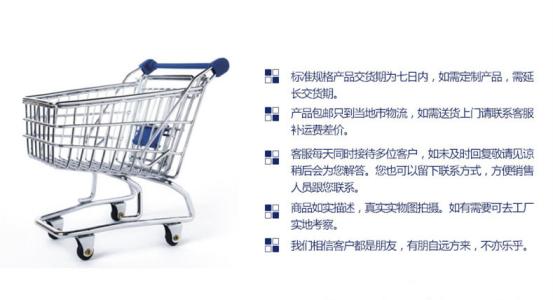 标准规格产品交货期为七日内，如需定制产品，需延
长交货期。
产品包邮只到当地市物流，如需送货上门请联系客服
补运费差价。
客服每天同时接待多位客户，如未及时回复敬请见谅
稍后会为您解答。您也可以留下联系方式，方便销售
人员跟您联系。
商品如实描述，真实实物图拍摄。如有需要可去工厂
实地考察。
我们相信客户都是朋友，有朋自远方来，不亦乐乎。